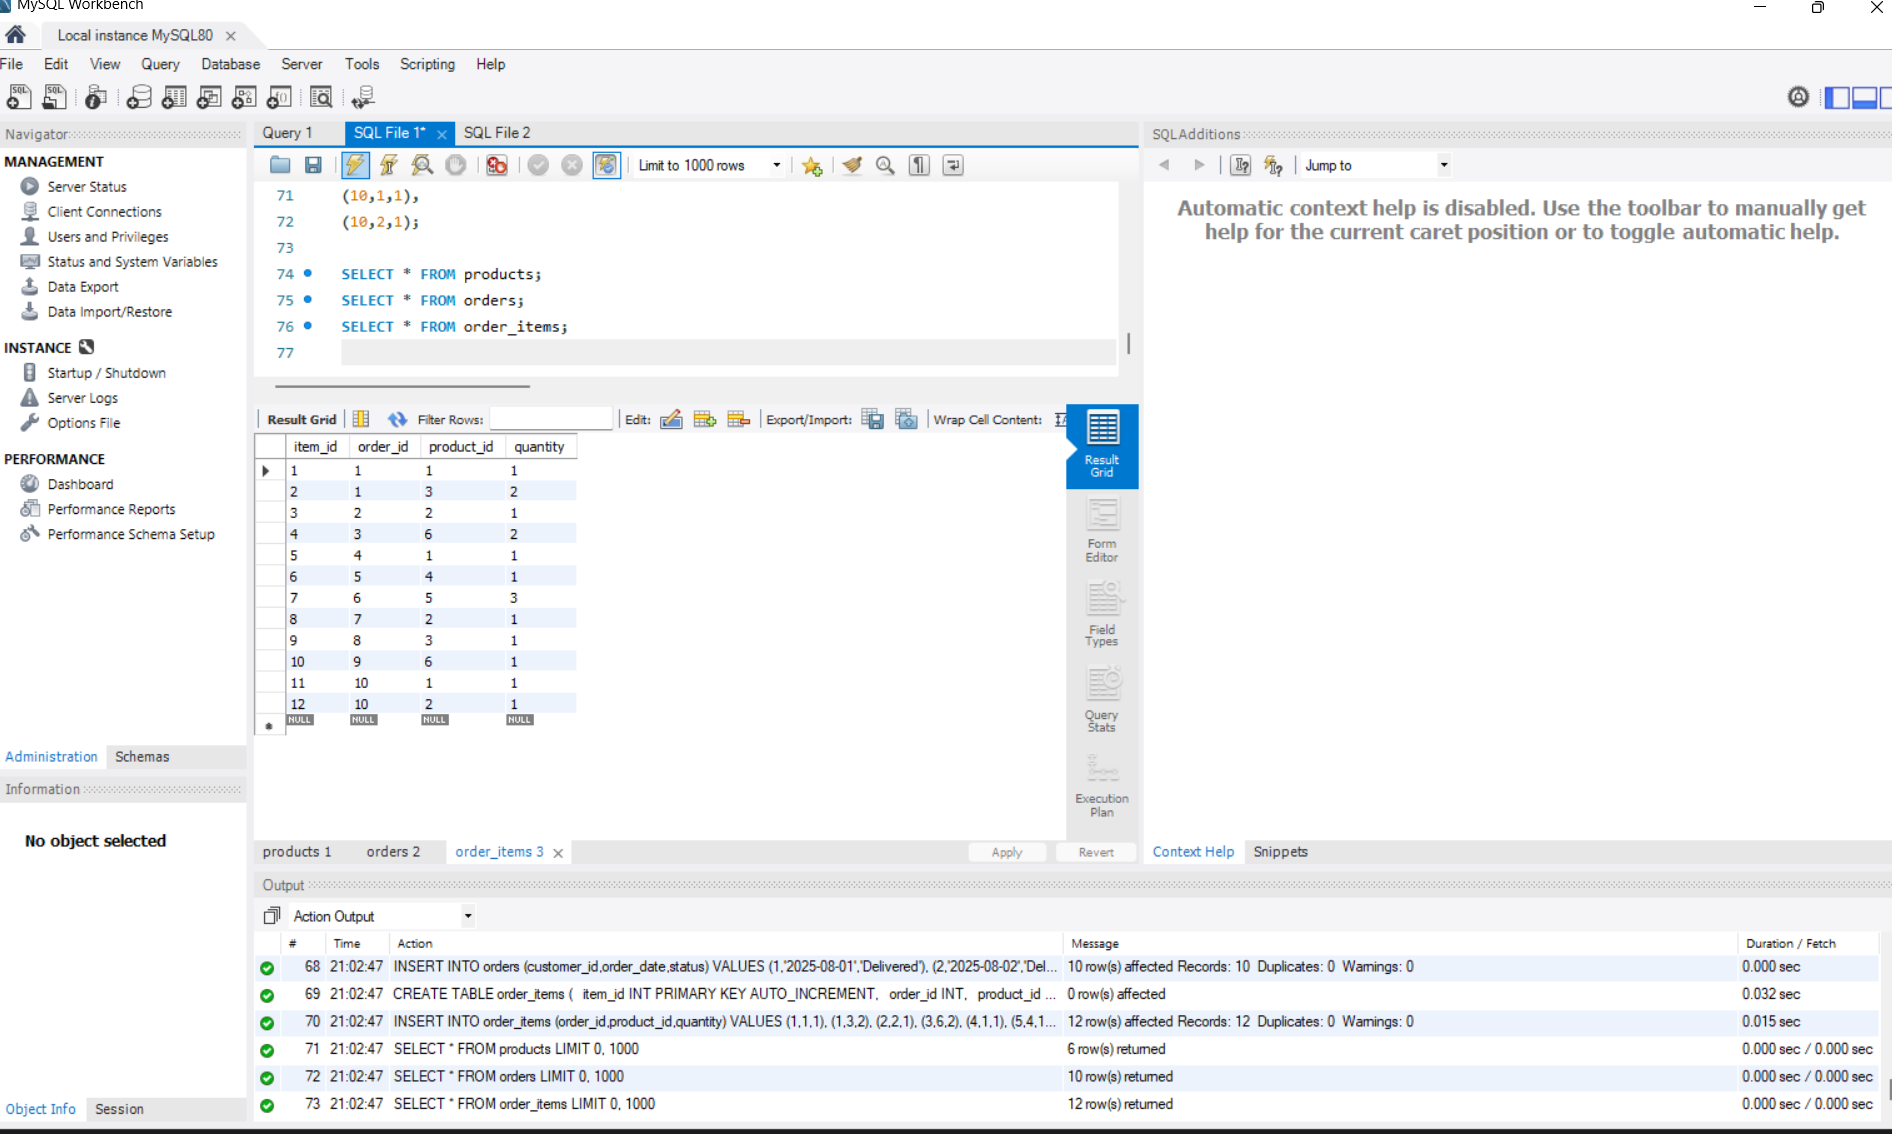 MySQL Workbench
Local instance MySQL80
File Edit View Query Database Server Tools Scripting Help
Navigator
MANAGEMENT
Server Status
Client Connections
Users and Privileges
Status and System Variables
Data Export
Data Import/Restore
INSTANCE
Startup / Shutdown
Server Logs
Options File
PERFORMANCE
Dashboard
Performance Reports
Performance Schema Setup
Administration Schemas
Information
No object selected
Object Info Session
Query 1 SQL File 1* SQL File 2
Limit to 1000 rows
71 (10,1,1),
72 (10,2,1);
73
74 SELECT * FROM products;
75 SELECT * FROM orders;
76 SELECT * FROM order_items;
77
Result Grid Filter Rows: Edit: Export/Import: Wrap Cell Content:
item_id order_id product_id quantity
1 1 1 1
2 1 3 2
3 2 2 1
4 3 6 2
5 4 1 1
6 5 4 1
7 6 5 3
8 7 2 1
9 8 3 1
10 9 6 1
11 10 1 1
12 10 2 1
NULL NULL NULL NULL
Result
Grid
Form
Editor
Field
Types
Query
Stats
Execution
Plan
products 1 orders 2 order_items 3 Apply Revert
SQLAdditions
Jump to
Automatic context help is disabled. Use the toolbar to manually get
help for the current caret position or to toggle automatic help.
Context Help Snippets
Output
Action Output
# Time Action Message Duration / Fetch
68 21:02:47 INSERT INTO orders (customer_id,order_date,status) VALUES (1,'2025-08-01','Delivered'), (2,'2025-08-02','Del... 10 row(s) affected Records: 10 Duplicates: 0 Warnings: 0 0.000 sec
69 21:02:47 CREATE TABLE order_items ( item_id INT PRIMARY KEY AUTO_INCREMENT, order_id INT, product_id ... 0 row(s) affected 0.032 sec
70 21:02:47 INSERT INTO order_items (order_id,product_id,quantity) VALUES (1,1,1), (1,3,2), (2,2,1), (3,6,2), (4,1,1), (5,4,1... 12 row(s) affected Records: 12 Duplicates: 0 Warnings: 0 0.015 sec
71 21:02:47 SELECT * FROM products LIMIT 0, 1000 6 row(s) returned 0.000 sec / 0.000 sec
72 21:02:47 SELECT * FROM orders LIMIT 0, 1000 10 row(s) returned 0.000 sec / 0.000 sec
73 21:02:47 SELECT * FROM order_items LIMIT 0, 1000 12 row(s) returned 0.000 sec / 0.000 sec